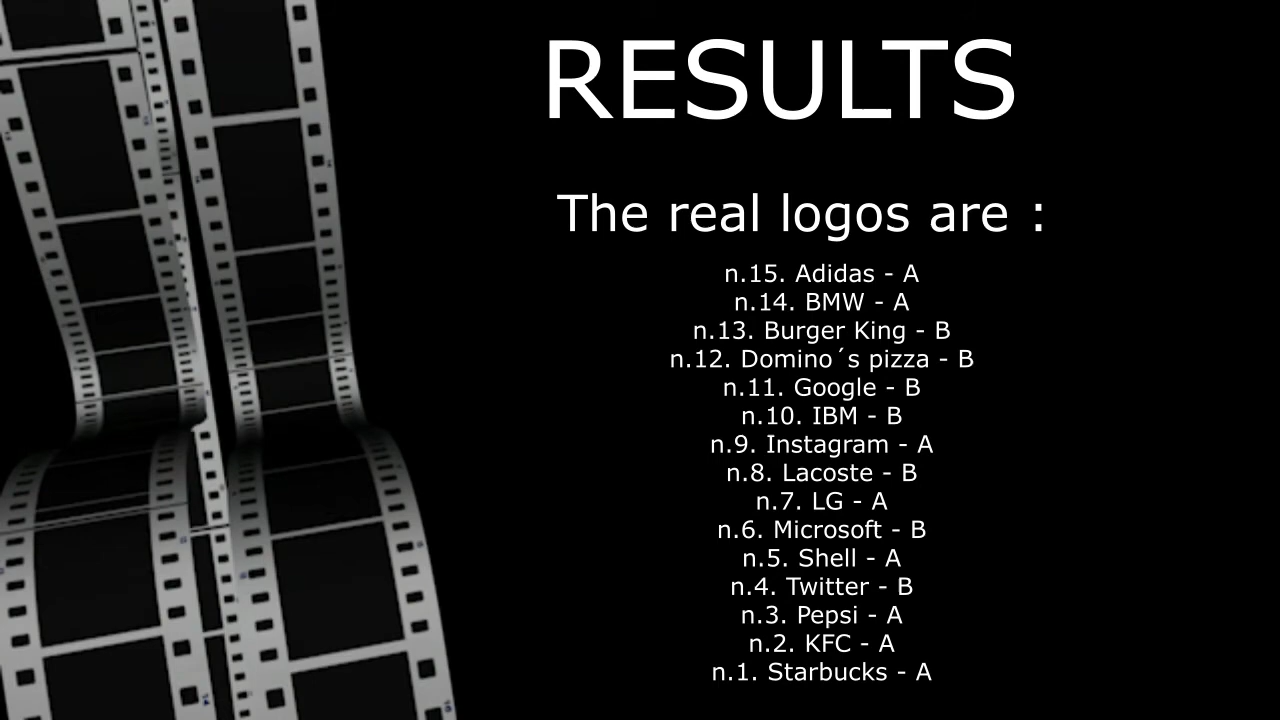 RESULTS
The real logos are :
n.15. Adidas - A
n.14. BMW - A
n.13. Burger King - B
n.12. Domino´s pizza - B
n.11. Google - B
n.10. IBM - B
n.9. Instagram - A
n.8. Lacoste - B
n.7. LG - A
n.6. Microsoft - B
n.5. Shell - A
n.4. Twitter - B
n.3. Pepsi - A
n.2. KFC - A
n.1. Starbucks - A